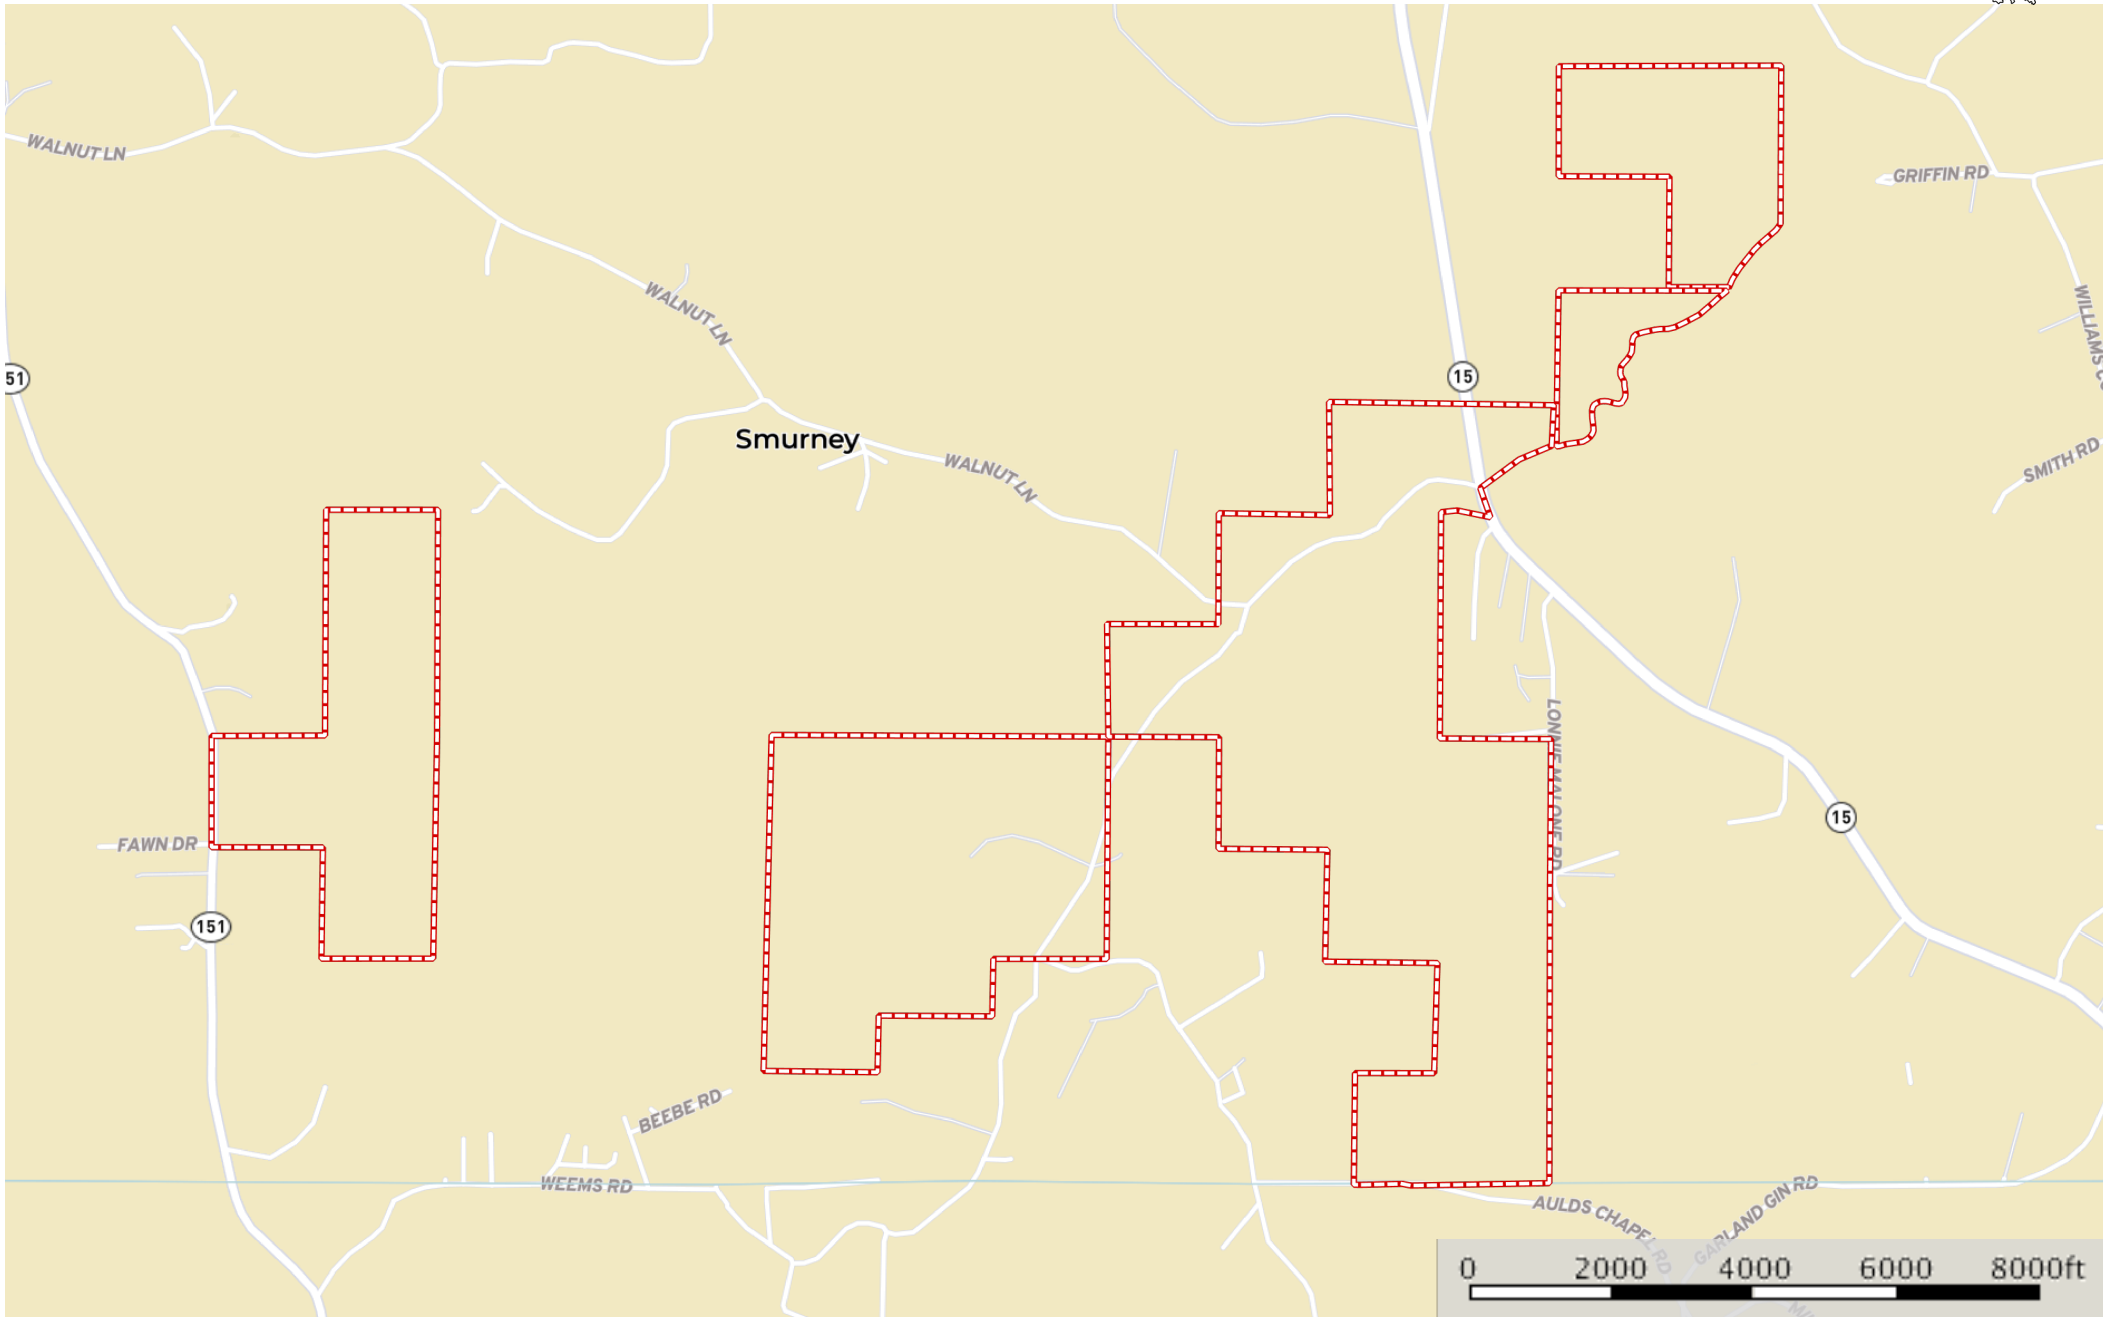 WALNUT LN
GRIFFIN RD
WALNUT LN
15
51
Smurney
WALNUT LN
SMITH RD
LONNIE MALONE RD
15
FAWN DR
151
BEEBE RD
WEEMS RD
AULDS CHAPEL RD
GARLAND GIN RD
0 2000 4000 6000 8000ft